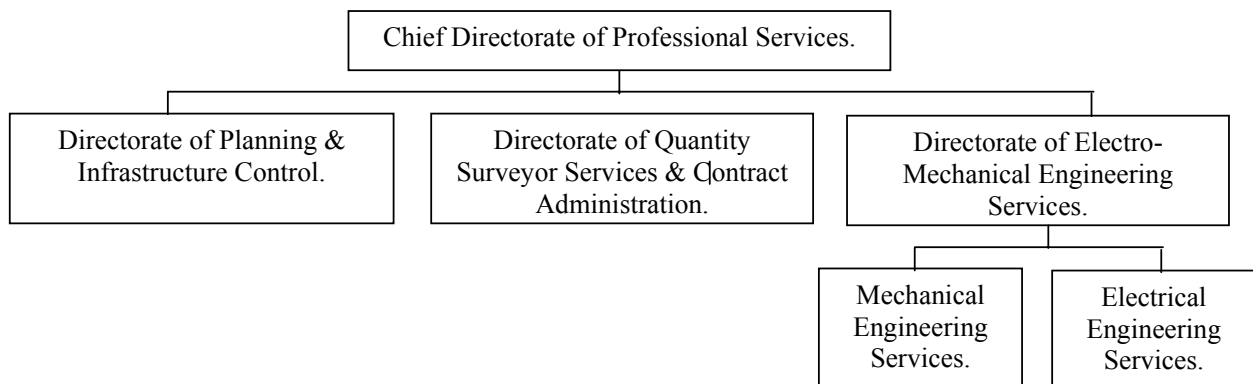 Chief Directorate of Professional Services.
Directorate of Planning &
Infrastructure Control.
Directorate of Quantity
Surveyor Services & Contract
Administration.
Directorate of Electro-
Mechanical Engineering
Services.
Mechanical
Engineering
Services.
Electrical
Engineering
Services.